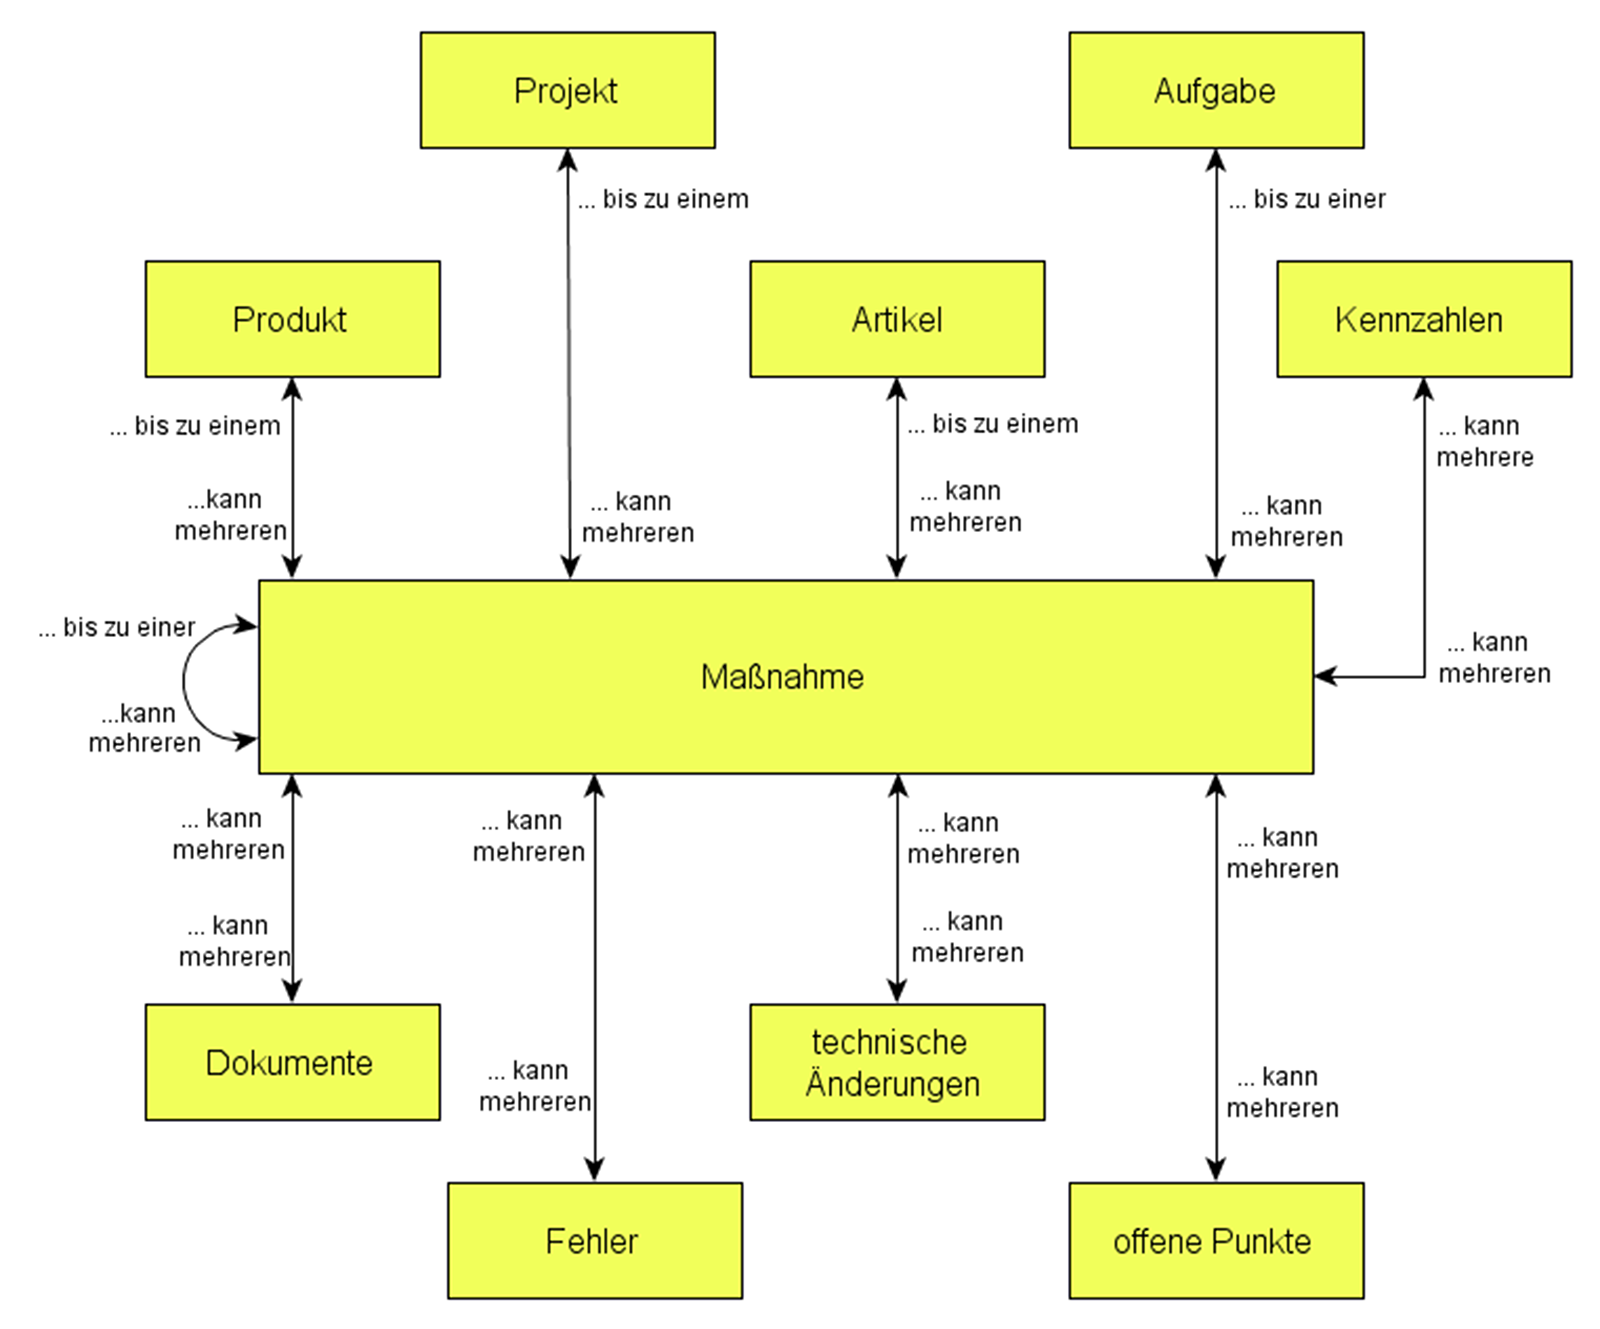 Projekt
Aufgabe
... bis zu einem
... bis zu einer
Produkt
Artikel
Kennzahlen
... bis zu einem
... bis zu einem
... kann
mehrere
...kann
mehreren
... kann
mehreren
... kann
mehreren
... kann
mehreren
... bis zu einer
Maßnahme
... kann
mehreren
...kann
mehreren
... kann
mehreren
... kann
mehreren
... kann
mehreren
... kann
mehreren
... kann
mehreren
... kann
mehreren
Dokumente
technische
Änderungen
... kann
mehreren
... kann
mehreren
Fehler
offene Punkte